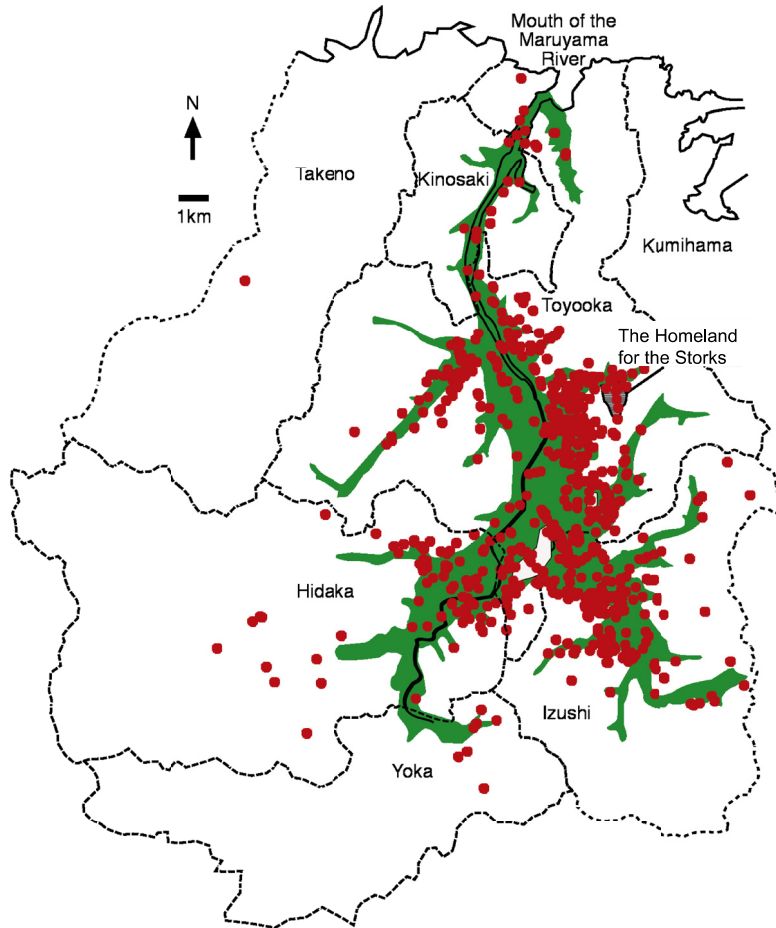 Mouth of the
Maruyama
River
N
1km
Takeno
Kinosaki
Kumihama
Toyooka
The Homeland
for the Storks
Hidaka
Izushi
Yoka